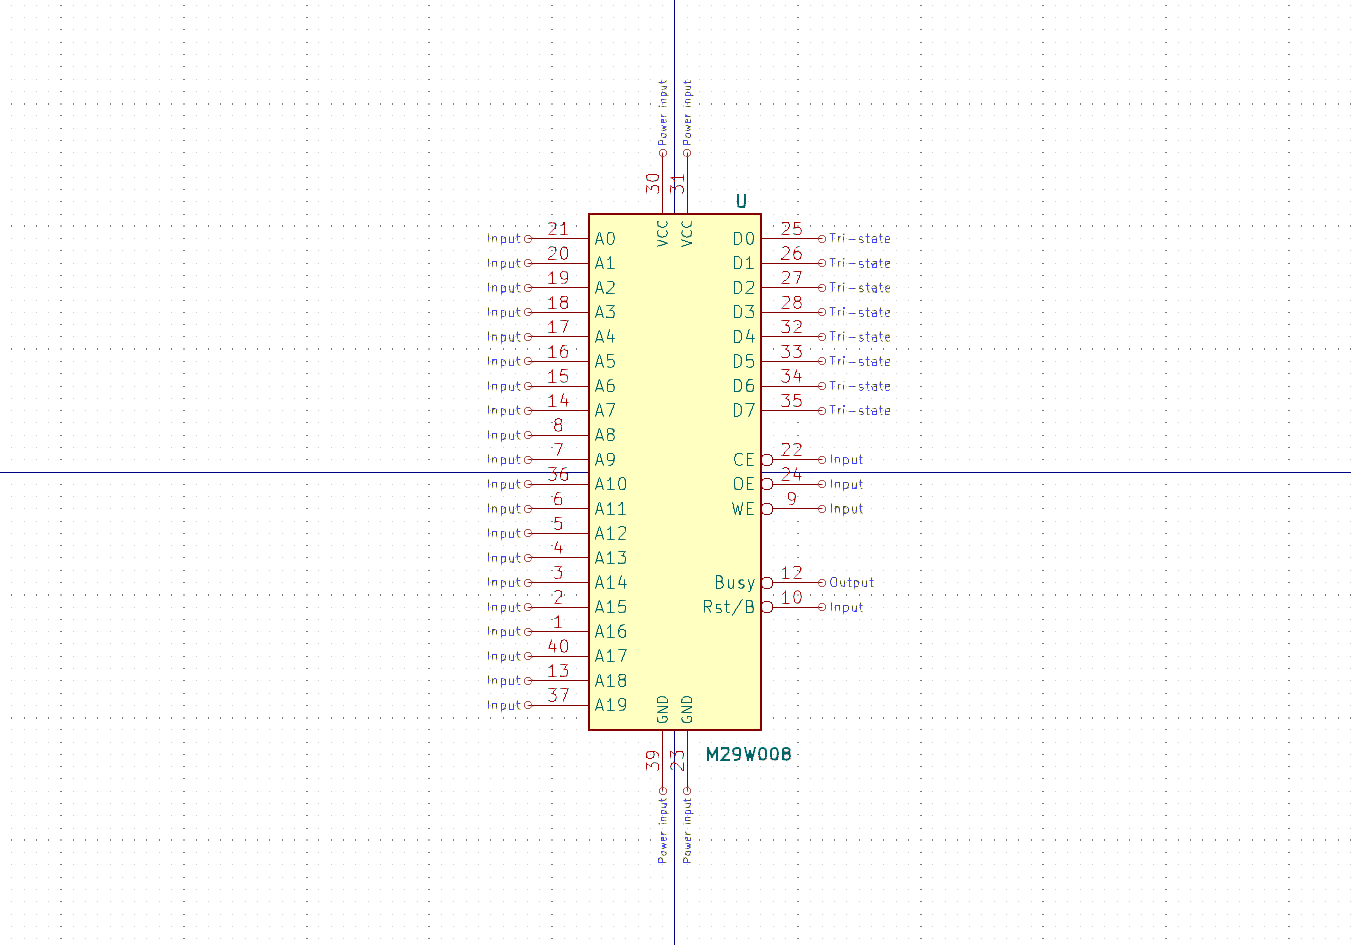 Power input Power input
30 31
U
VCC VCC
Input 21 A0 D0 25 Tri-state
Input 20 A1 D1 26 Tri-state
Input 19 A2 D2 27 Tri-state
Input 18 A3 D3 28 Tri-state
Input 17 A4 D4 32 Tri-state
Input 16 A5 D5 33 Tri-state
Input 15 A6 D6 34 Tri-state
Input 14 A7 D7 35 Tri-state
Input 8 A8
Input 7 A9 CE 22 Input
Input 36 A10 OE 24 Input
Input 6 A11 WE 9 Input
Input 5 A12
Input 4 A13
Input 3 A14 Busy 12 Output
Input 2 A15 Rst/B 10 Input
Input 1 A16
Input 40 A17
Input 13 A18
Input 37 A19
GND GND
39 23
M29W008
Power input Power input